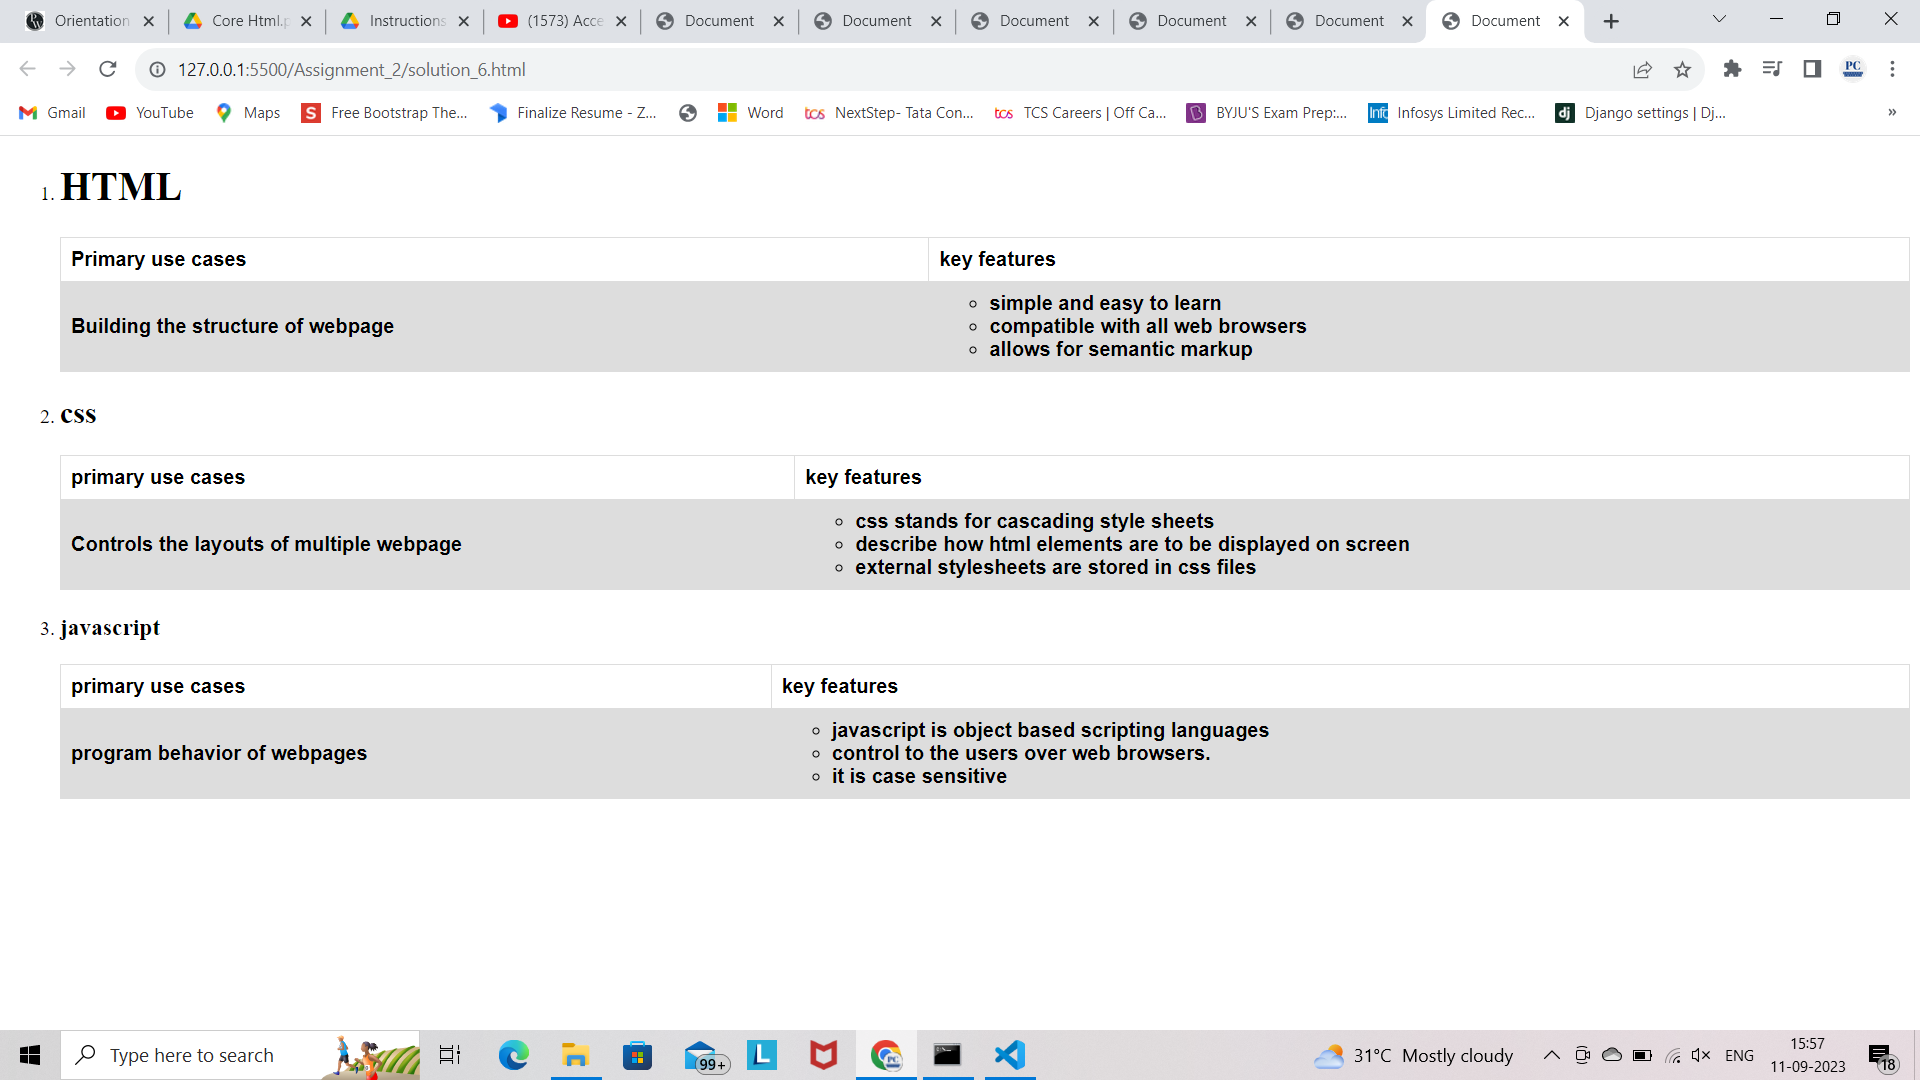 Orientation Core Html.p Instructions (1573) Acce Document Document Document Document Document Document
127.0.0.1:5500/Assignment_2/solution_6.html
Gmail YouTube Maps Free Bootstrap The... Finalize Resume - Z... Word NextStep- Tata Con... TCS Careers | Off Ca... BYJU'S Exam Prep:... Infosys Limited Rec... Django settings | Dj... »
1. HTML
Primary use cases key features
Building the structure of webpage
simple and easy to learn
compatible with all web browsers
allows for semantic markup
2. css
primary use cases key features
Controls the layouts of multiple webpage
css stands for cascading style sheets
describe how html elements are to be displayed on screen
external stylesheets are stored in css files
3. javascript
primary use cases key features
program behavior of webpages
javascript is object based scripting languages
control to the users over web browsers.
it is case sensitive
Type here to search 99+ 31°C Mostly cloudy ENG 15:57
11-09-2023 18